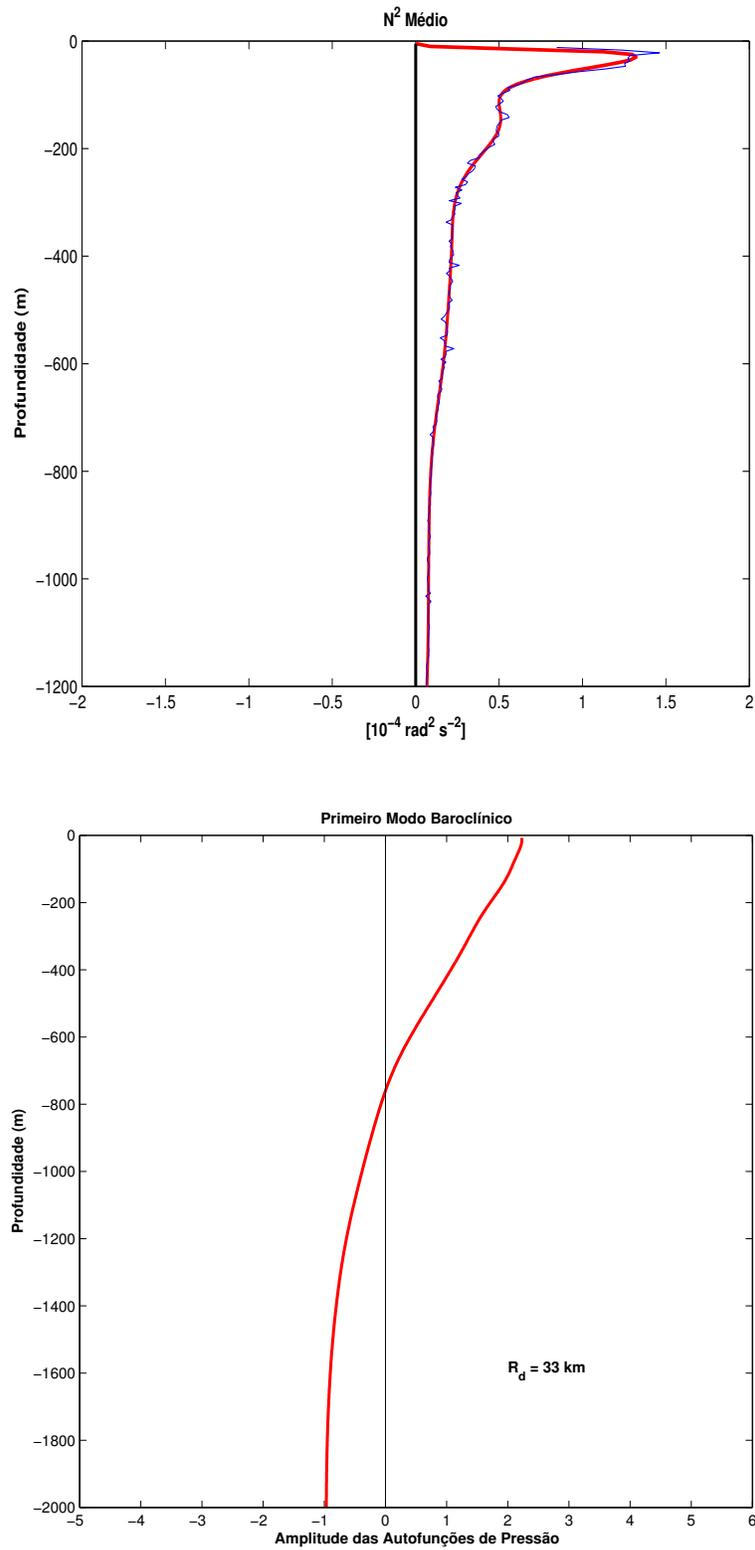 N² Médio
0
−200
−400
−600
−800
−1000
−1200
Profundidade (m)
−2 −1.5 −1 −0.5 0 0.5 1 1.5 2
[10⁻⁴ rad² s⁻²]
Primeiro Modo Baroclínico
0
−200
−400
−600
−800
−1000
−1200
−1400
−1600
−1800
−2000
Profundidade (m)
R_d = 33 km
−5 −4 −3 −2 −1 0 1 2 3 4 5 6
Amplitude das Autofunções de Pressão